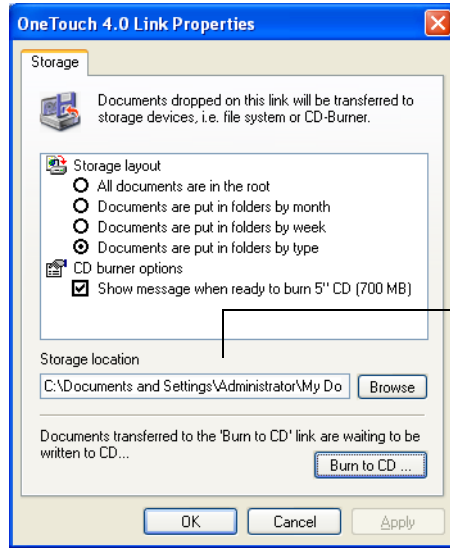 OneTouch 4.0 Link Properties
Storage
Documents dropped on this link will be transferred to
storage devices, i.e. file system or CD-Burner.
Storage layout
All documents are in the root
Documents are put in folders by month
Documents are put in folders by week
Documents are put in folders by type
CD burner options
Show message when ready to burn 5" CD (700 MB)
Storage location
C:\Documents and Settings\Administrator\My Do
Browse
Documents transferred to the 'Burn to CD' link are waiting to be
written to CD...
Burn to CD ...
OK
Cancel
Apply